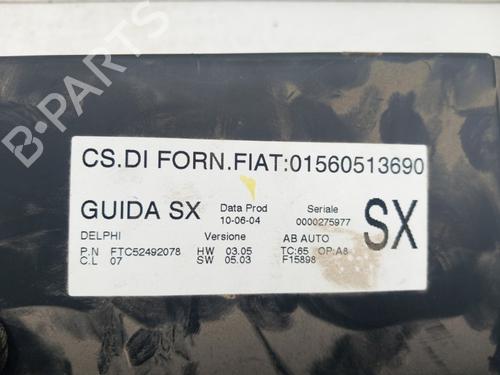 CS.DI FORN.FIAT:01560513690
GUIDA SX Data Prod 10-06-04 Seriale 0000275977 SX
DELPHI Versione AB AUTO
P.N FTC52492078 HW 03.05 TC:65 OP:A8
C.L 07 SW 05.03 F15898
B-PARTS